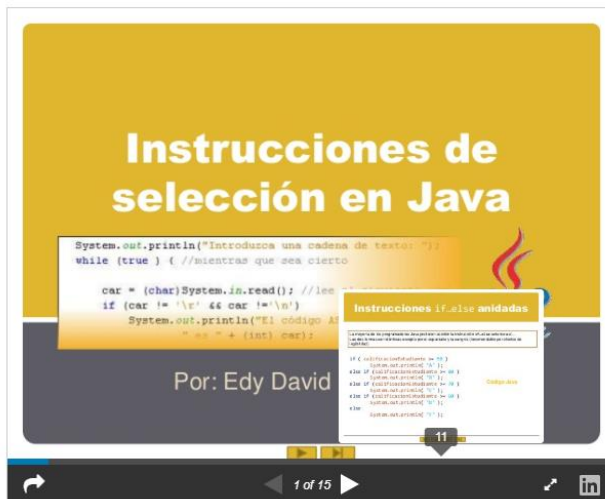 Instrucciones de
selección en Java
System.out.println("Introduzca una cadena de texto: ");
while (true ) { //mientras que sea cierto
car = (char)System.in.read(); //lee el
if (car != '\r' && car !='\n')
System.out.println("El código AS
" es " + (int) car);
Por: Edy David
Instrucciones if…else anidadas
if ( calificacionEstudiante >= 90 )
System.out.println( "A" );
else if (calificacionEstudiante >= 80 )
System.out.println( "B" );
else if (calificacionEstudiante >= 70 )
System.out.println( "C" );
else if (calificacionEstudiante >= 60 )
System.out.println( "D" );
else
System.out.println( "F" );
Código Java
11
1 of 15
in